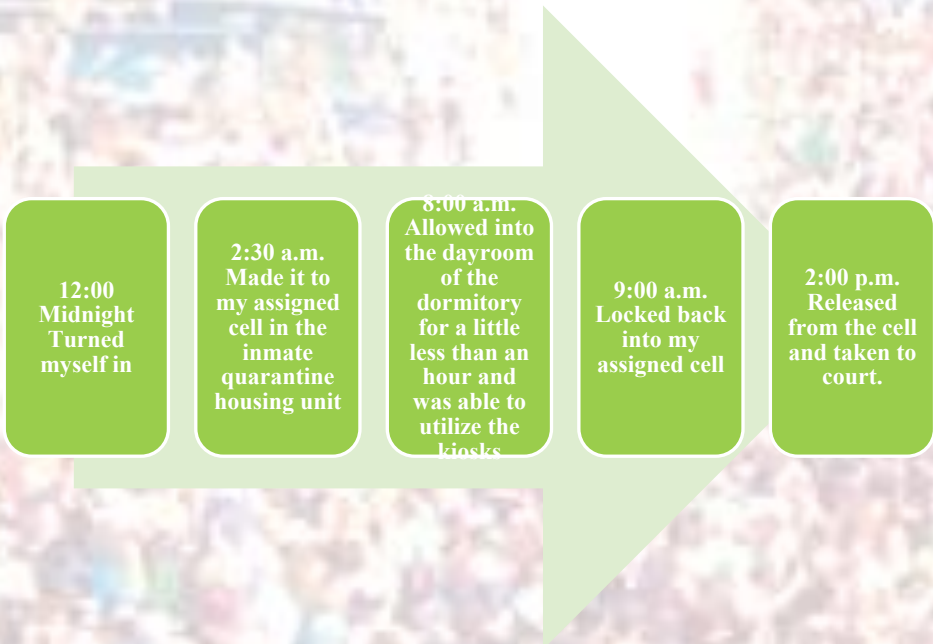 12:00
Midnight
Turned
myself in
2:30 a.m.
Made it to
my assigned
cell in the
inmate
quarantine
housing unit
8:00 a.m.
Allowed into
the dayroom
of the
dormitory
for a little
less than an
hour and
was able to
utilize the
kiosks
9:00 a.m.
Locked back
into my
assigned cell
2:00 p.m.
Released
from the cell
and taken to
court.